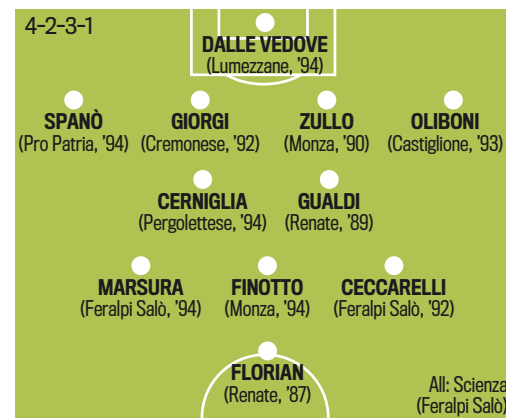 4-2-3-1
DALLE VEDOVE
(Lumezzane, '94)
SPANÒ GIORGI ZULLO OLIBONI
(Pro Patria, '94) (Cremonese, '92) (Monza, '90) (Castiglione, '93)
CERNIGLIA GUALDI
(Pergolettese, '94) (Renate, '89)
MARSURA FINOTTO CECCARELLI
(Feralpi Salò, '94) (Monza, '94) (Feralpi Salò, '92)
FLORIAN
(Renate, '87)
All: Scienza
(Feralpi Salò)